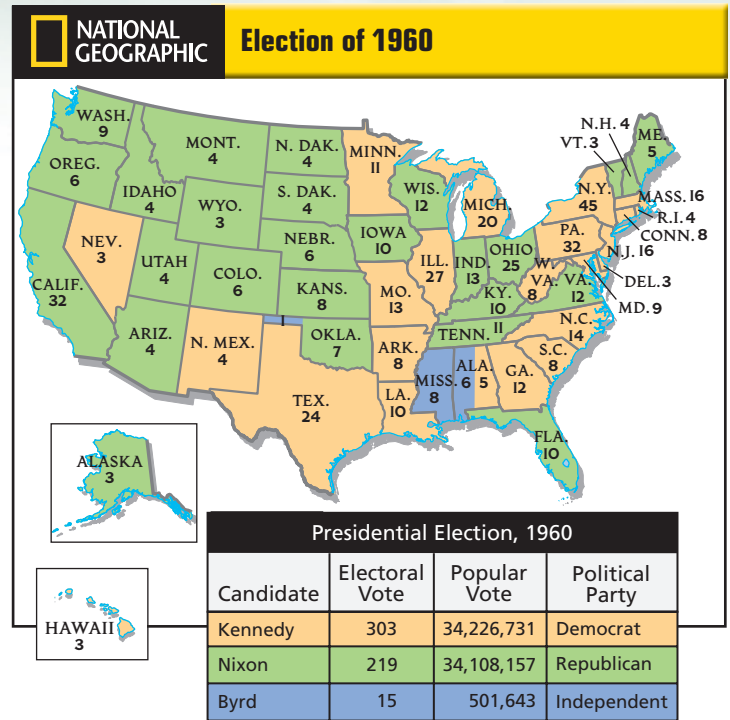 NATIONAL
GEOGRAPHIC
Election of 1960
WASH.
9
OREG.
6
CALIF.
32
NEV.
3
IDAHO
4
MONT.
4
WYO.
3
UTAH
4
COLO.
6
ARIZ.
4
N. MEX.
4
N. DAK.
4
S. DAK.
4
NEBR.
6
KANS.
8
1
OKLA.
7
TEX.
24
MINN.
11
IOWA
10
MO.
13
ARK.
8
LA.
10
WIS.
12
ILL.
27
MICH.
20
IND.
13
OHIO
25
KY.
10
TENN. 11
MISS.
8
ALA.
6 5
GA.
12
FLA.
10
S.C.
8
N.C.
14
VA.
12
W.
VA.
8
PA.
32
N.Y.
45
VT. 3
N.H. 4
ME.
5
MASS. 16
R.I. 4
CONN. 8
N.J. 16
DEL. 3
MD. 9
ALASKA
3
HAWAII
3
Presidential Election, 1960
Candidate Electoral Vote Popular Vote Political Party
Kennedy 303 34,226,731 Democrat
Nixon 219 34,108,157 Republican
Byrd 15 501,643 Independent